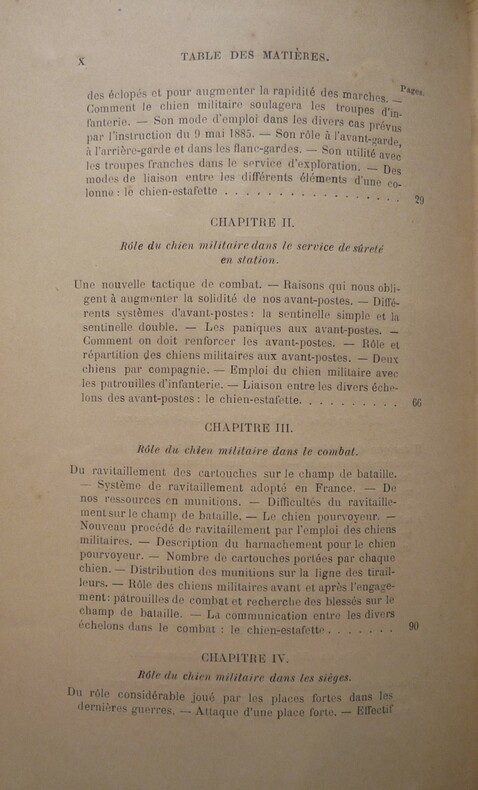 X
TABLE DES MATIÈRES.
Pages.
des éclopés et pour augmenter la rapidité des marches. —
Comment le chien militaire soulagera les troupes d'in-
fanterie. — Son mode d'emploi dans les divers cas prévus
par l'instruction du 9 mai 1885. — Son rôle à l'avant-garde,
à l'arrière-garde et dans les flanc-gardes. — Son utilité avec
les troupes franches dans le service d'exploration. — Des
modes de liaison entre les différents éléments d'une co-
lonne : le chien-estafette . . . . . . . . . . . . . . . . 29
CHAPITRE II.
Rôle du chien militaire dans le service de sûreté
en station.
Une nouvelle tactique de combat. — Raisons qui nous obli-
gent à augmenter la solidité de nos avant-postes. — Diffé-
rents systèmes d'avant-postes : la sentinelle simple et la
sentinelle double. — Les paniques aux avant-postes. —
Comment on doit renforcer les avant-postes. — Rôle et
répartition des chiens militaires aux avant-postes. — Deux
chiens par compagnie. — Emploi du chien militaire avec
les patrouilles d'infanterie. — Liaison entre les divers éche-
lons des avant-postes : le chien-estafette. . . . . . . . . . 66
CHAPITRE III.
Rôle du chien militaire dans le combat.
Du ravitaillement des cartouches sur le champ de bataille.
— Système de ravitaillement adopté en France. — De
nos ressources en munitions. — Difficultés du ravitaille-
ment sur le champ de bataille. — Le chien pourvoyeur. —
Nouveau procédé de ravitaillement par l'emploi des chiens
militaires. — Description du harnachement pour le chien
pourvoyeur. — Nombre de cartouches portées par chaque
chien. — Distribution des munitions sur la ligne des tirail-
leurs. — Rôle des chiens militaires avant et après l'engage-
ment : patrouilles de combat et recherche des blessés sur le
champ de bataille. — La communication entre les divers
échelons dans le combat : le chien-estafette . . . . . . . 90
CHAPITRE IV.
Rôle du chien militaire dans les sièges.
Du rôle considérable joué par les places fortes dans les
dernières guerres. — Attaque d'une place forte. — Effectif